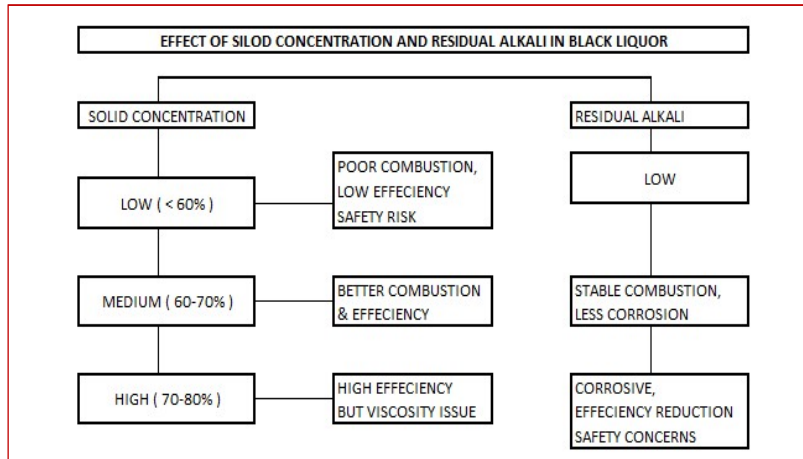 EFFECT OF SILOD CONCENTRATION AND RESIDUAL ALKALI IN BLACK LIQUOR
SOLID CONCENTRATION
RESIDUAL ALKALI
LOW ( < 60% )
POOR COMBUSTION,
LOW EFFECIENCY
SAFETY RISK
LOW
MEDIUM ( 60-70% )
BETTER COMBUSTION
& EFFECIENCY
STABLE COMBUSTION,
LESS CORROSION
HIGH ( 70-80% )
HIGH EFFECIENCY
BUT VISCOSITY ISSUE
CORROSIVE,
EFFECIENCY REDUCTION
SAFETY CONCERNS